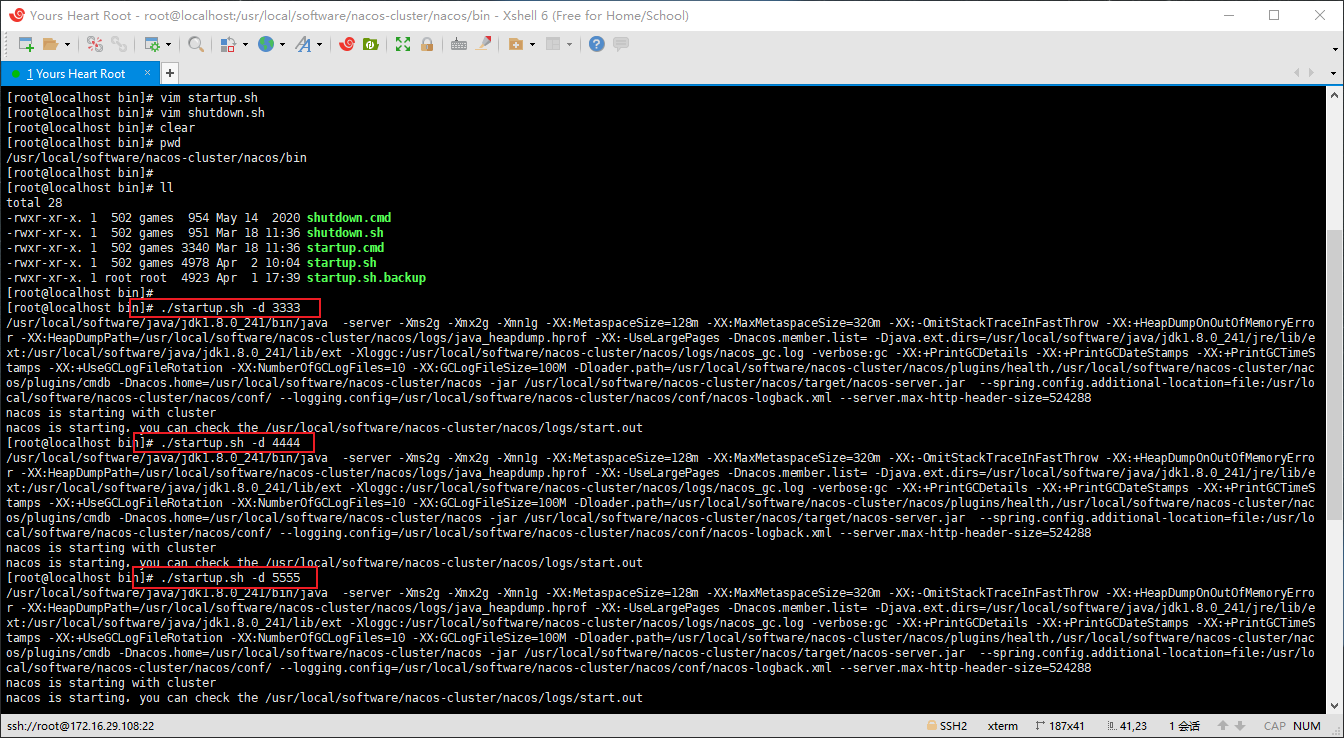 Yours Heart Root - root@localhost:/usr/local/software/nacos-cluster/nacos/bin - Xshell 6 (Free for Home/School)
1 Yours Heart Root × +
[root@localhost bin]# vim startup.sh
[root@localhost bin]# vim shutdown.sh
[root@localhost bin]# clear
[root@localhost bin]# pwd
/usr/local/software/nacos-cluster/nacos/bin
[root@localhost bin]#
[root@localhost bin]# ll
total 28
-rwxr-xr-x. 1  502 games  954 May 14  2020 shutdown.cmd
-rwxr-xr-x. 1  502 games  951 Mar 18 11:36 shutdown.sh
-rwxr-xr-x. 1  502 games 3340 Mar 18 11:36 startup.cmd
-rwxr-xr-x. 1  502 games 4978 Apr  2 10:04 startup.sh
-rwxr-xr-x. 1 root root  4923 Apr  1 17:39 startup.sh.backup
[root@localhost bin]#
[root@localhost bin]# ./startup.sh -d 3333
/usr/local/software/java/jdk1.8.0_241/bin/java  -server -Xms2g -Xmx2g -Xmn1g -XX:MetaspaceSize=128m -XX:MaxMetaspaceSize=320m -XX:-OmitStackTraceInFastThrow -XX:+HeapDumpOnOutOfMemoryErro
r -XX:HeapDumpPath=/usr/local/software/nacos-cluster/nacos/logs/java_heapdump.hprof -XX:-UseLargePages -Dnacos.member.list= -Djava.ext.dirs=/usr/local/software/java/jdk1.8.0_241/jre/lib/e
xt:/usr/local/software/java/jdk1.8.0_241/lib/ext -Xloggc:/usr/local/software/nacos-cluster/nacos/logs/nacos_gc.log -verbose:gc -XX:+PrintGCDetails -XX:+PrintGCDateStamps -XX:+PrintGCTimeS
tamps -XX:+UseGCLogFileRotation -XX:NumberOfGCLogFiles=10 -XX:GCLogFileSize=100M -Dloader.path=/usr/local/software/nacos-cluster/nacos/plugins/health,/usr/local/software/nacos-cluster/nac
os/plugins/cmdb -Dnacos.home=/usr/local/software/nacos-cluster/nacos -jar /usr/local/software/nacos-cluster/nacos/target/nacos-server.jar  --spring.config.additional-location=file:/usr/lo
cal/software/nacos-cluster/nacos/conf/ --logging.config=/usr/local/software/nacos-cluster/nacos/conf/nacos-logback.xml --server.max-http-header-size=524288
nacos is starting with cluster
nacos is starting, you can check the /usr/local/software/nacos-cluster/nacos/logs/start.out
[root@localhost bin]# ./startup.sh -d 4444
/usr/local/software/java/jdk1.8.0_241/bin/java  -server -Xms2g -Xmx2g -Xmn1g -XX:MetaspaceSize=128m -XX:MaxMetaspaceSize=320m -XX:-OmitStackTraceInFastThrow -XX:+HeapDumpOnOutOfMemoryErro
r -XX:HeapDumpPath=/usr/local/software/nacos-cluster/nacos/logs/java_heapdump.hprof -XX:-UseLargePages -Dnacos.member.list= -Djava.ext.dirs=/usr/local/software/java/jdk1.8.0_241/jre/lib/e
xt:/usr/local/software/java/jdk1.8.0_241/lib/ext -Xloggc:/usr/local/software/nacos-cluster/nacos/logs/nacos_gc.log -verbose:gc -XX:+PrintGCDetails -XX:+PrintGCDateStamps -XX:+PrintGCTimeS
tamps -XX:+UseGCLogFileRotation -XX:NumberOfGCLogFiles=10 -XX:GCLogFileSize=100M -Dloader.path=/usr/local/software/nacos-cluster/nacos/plugins/health,/usr/local/software/nacos-cluster/nac
os/plugins/cmdb -Dnacos.home=/usr/local/software/nacos-cluster/nacos -jar /usr/local/software/nacos-cluster/nacos/target/nacos-server.jar  --spring.config.additional-location=file:/usr/lo
cal/software/nacos-cluster/nacos/conf/ --logging.config=/usr/local/software/nacos-cluster/nacos/conf/nacos-logback.xml --server.max-http-header-size=524288
nacos is starting with cluster
nacos is starting, you can check the /usr/local/software/nacos-cluster/nacos/logs/start.out
[root@localhost bin]# ./startup.sh -d 5555
/usr/local/software/java/jdk1.8.0_241/bin/java  -server -Xms2g -Xmx2g -Xmn1g -XX:MetaspaceSize=128m -XX:MaxMetaspaceSize=320m -XX:-OmitStackTraceInFastThrow -XX:+HeapDumpOnOutOfMemoryErro
r -XX:HeapDumpPath=/usr/local/software/nacos-cluster/nacos/logs/java_heapdump.hprof -XX:-UseLargePages -Dnacos.member.list= -Djava.ext.dirs=/usr/local/software/java/jdk1.8.0_241/jre/lib/e
xt:/usr/local/software/java/jdk1.8.0_241/lib/ext -Xloggc:/usr/local/software/nacos-cluster/nacos/logs/nacos_gc.log -verbose:gc -XX:+PrintGCDetails -XX:+PrintGCDateStamps -XX:+PrintGCTimeS
tamps -XX:+UseGCLogFileRotation -XX:NumberOfGCLogFiles=10 -XX:GCLogFileSize=100M -Dloader.path=/usr/local/software/nacos-cluster/nacos/plugins/health,/usr/local/software/nacos-cluster/nac
os/plugins/cmdb -Dnacos.home=/usr/local/software/nacos-cluster/nacos -jar /usr/local/software/nacos-cluster/nacos/target/nacos-server.jar  --spring.config.additional-location=file:/usr/lo
cal/software/nacos-cluster/nacos/conf/ --logging.config=/usr/local/software/nacos-cluster/nacos/conf/nacos-logback.xml --server.max-http-header-size=524288
nacos is starting with cluster
nacos is starting, you can check the /usr/local/software/nacos-cluster/nacos/logs/start.out
ssh://root@172.16.29.108:22 SSH2 xterm 187x41 41,23 1 会话 CAP NUM